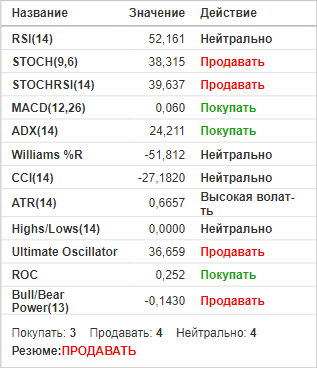 Название Значение Действие
RSI(14) 52,161 Нейтрально
STOCH(9,6) 38,315 Продавать
STOCHRSI(14) 39,637 Продавать
MACD(12,26) 0,060 Покупать
ADX(14) 24,211 Покупать
Williams %R -51,812 Нейтрально
CCI(14) -27,1820 Нейтрально
ATR(14) 0,6657 Высокая волат-
ть
Highs/Lows(14) 0,0000 Нейтрально
Ultimate Oscillator 36,659 Продавать
ROC 0,252 Покупать
Bull/Bear
Power(13) -0,1430 Продавать
Покупать: 3 Продавать: 4 Нейтрально: 4
Резюме:ПРОДАВАТЬ